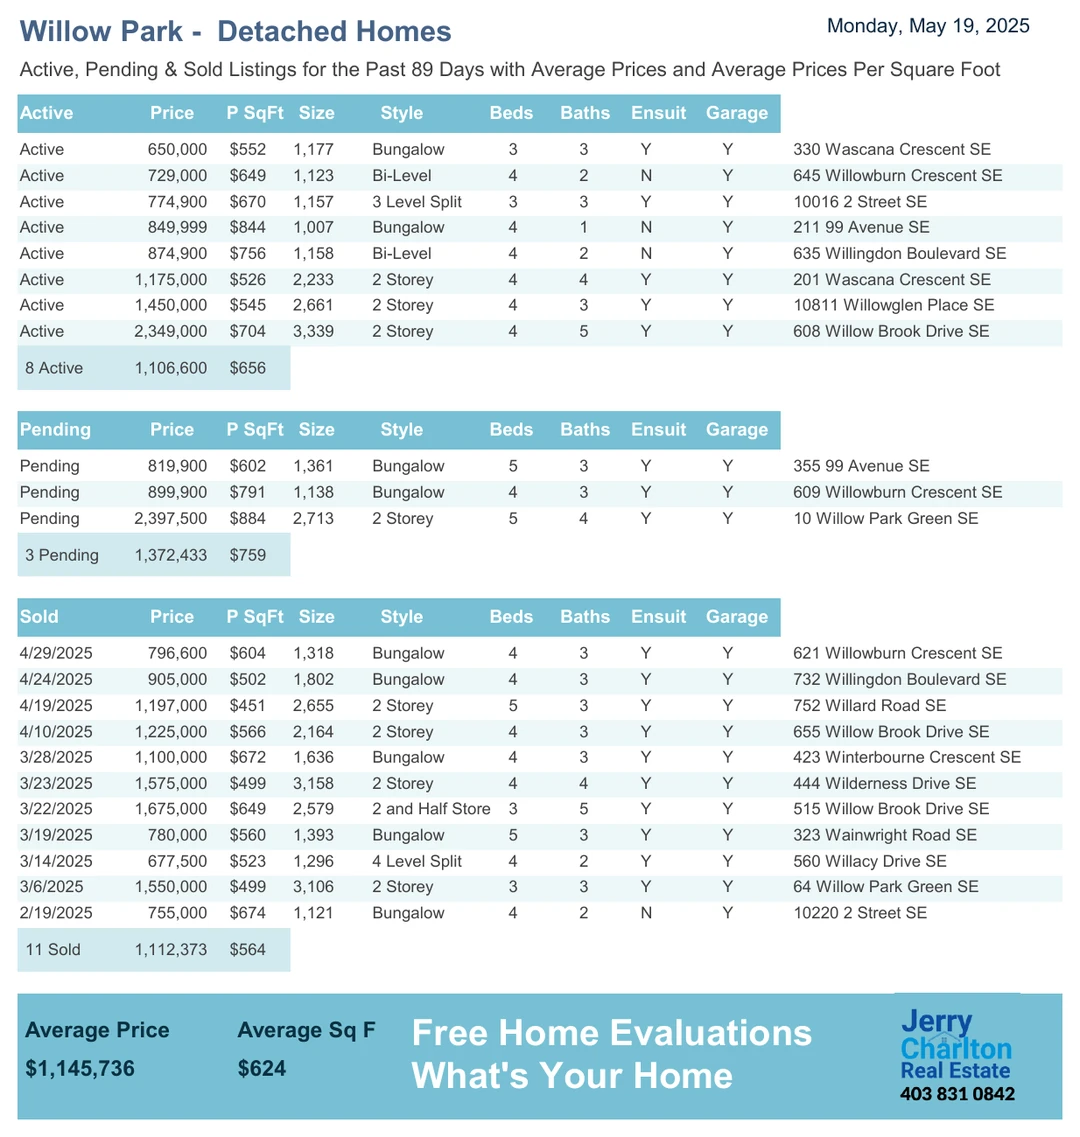 Willow Park - Detached Homes
Monday, May 19, 2025
Active, Pending & Sold Listings for the Past 89 Days with Average Prices and Average Prices Per Square Foot
Active Price P SqFt Size Style Beds Baths Ensuit Garage
Active 650,000 $552 1,177 Bungalow 3 3 Y Y 330 Wascana Crescent SE
Active 729,000 $649 1,123 Bi-Level 4 2 N Y 645 Willowburn Crescent SE
Active 774,900 $670 1,157 3 Level Split 3 3 Y Y 10016 2 Street SE
Active 849,999 $844 1,007 Bungalow 4 1 N Y 211 99 Avenue SE
Active 874,900 $756 1,158 Bi-Level 4 2 N Y 635 Willingdon Boulevard SE
Active 1,175,000 $526 2,233 2 Storey 4 4 Y Y 201 Wascana Crescent SE
Active 1,450,000 $545 2,661 2 Storey 4 3 Y Y 10811 Willowglen Place SE
Active 2,349,000 $704 3,339 2 Storey 4 5 Y Y 608 Willow Brook Drive SE
8 Active 1,106,600 $656
Pending Price P SqFt Size Style Beds Baths Ensuit Garage
Pending 819,900 $602 1,361 Bungalow 5 3 Y Y 355 99 Avenue SE
Pending 899,900 $791 1,138 Bungalow 4 3 Y Y 609 Willowburn Crescent SE
Pending 2,397,500 $884 2,713 2 Storey 5 4 Y Y 10 Willow Park Green SE
3 Pending 1,372,433 $759
Sold Price P SqFt Size Style Beds Baths Ensuit Garage
4/29/2025 796,600 $604 1,318 Bungalow 4 3 Y Y 621 Willowburn Crescent SE
4/24/2025 905,000 $502 1,802 Bungalow 4 3 Y Y 732 Willingdon Boulevard SE
4/19/2025 1,197,000 $451 2,655 2 Storey 5 3 Y Y 752 Willard Road SE
4/10/2025 1,225,000 $566 2,164 2 Storey 4 3 Y Y 655 Willow Brook Drive SE
3/28/2025 1,100,000 $672 1,636 Bungalow 4 3 Y Y 423 Winterbourne Crescent SE
3/23/2025 1,575,000 $499 3,158 2 Storey 4 4 Y Y 444 Wilderness Drive SE
3/22/2025 1,675,000 $649 2,579 2 and Half Store 3 5 Y Y 515 Willow Brook Drive SE
3/19/2025 780,000 $560 1,393 Bungalow 5 3 Y Y 323 Wainwright Road SE
3/14/2025 677,500 $523 1,296 4 Level Split 4 2 Y Y 560 Willacy Drive SE
3/6/2025 1,550,000 $499 3,106 2 Storey 3 3 Y Y 64 Willow Park Green SE
2/19/2025 755,000 $674 1,121 Bungalow 4 2 N Y 10220 2 Street SE
11 Sold 1,112,373 $564
Average Price Average Sq F
$1,145,736 $624
Free Home Evaluations
What's Your Home
Jerry
Charlton
Real Estate
403 831 0842